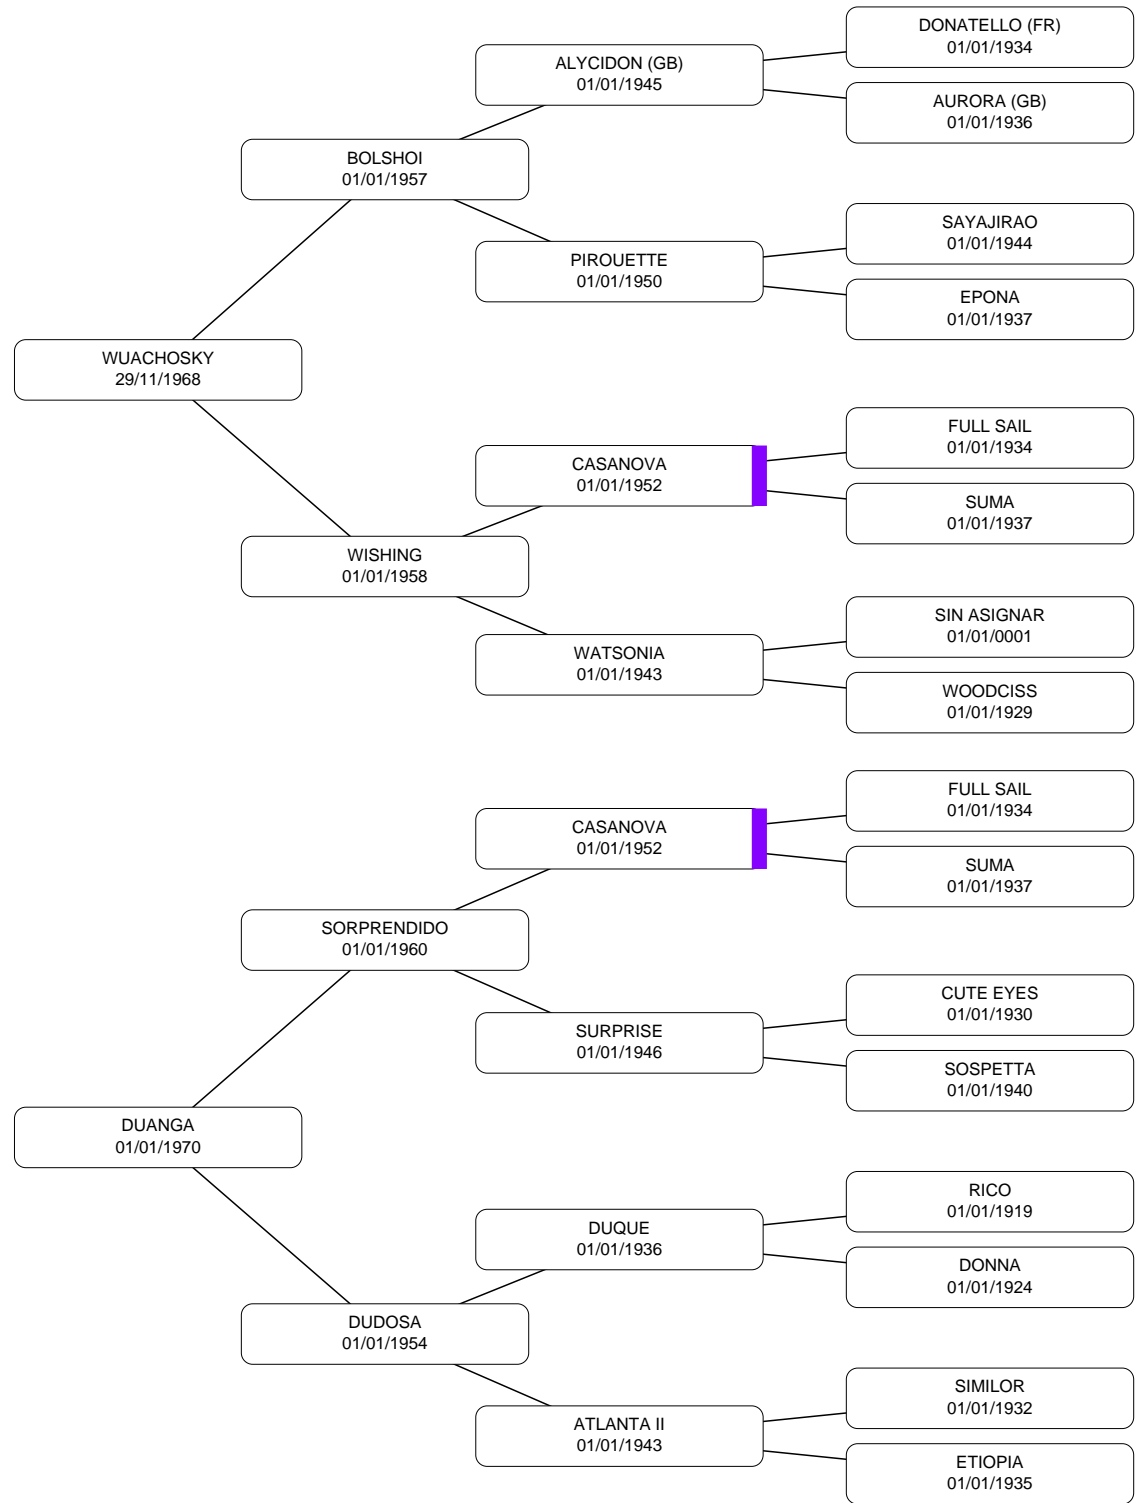 DONATELLO (FR)
01/01/1934
ALYCIDON (GB)
01/01/1945
AURORA (GB)
01/01/1936
BOLSHOI
01/01/1957
SAYAJIRAO
01/01/1944
PIROUETTE
01/01/1950
EPONA
01/01/1937
WUACHOSKY
29/11/1968
FULL SAIL
01/01/1934
CASANOVA
01/01/1952
SUMA
01/01/1937
WISHING
01/01/1958
SIN ASIGNAR
01/01/0001
WATSONIA
01/01/1943
WOODCISS
01/01/1929
FULL SAIL
01/01/1934
CASANOVA
01/01/1952
SUMA
01/01/1937
SORPRENDIDO
01/01/1960
CUTE EYES
01/01/1930
SURPRISE
01/01/1946
SOSPETTA
01/01/1940
DUANGA
01/01/1970
RICO
01/01/1919
DUQUE
01/01/1936
DONNA
01/01/1924
DUDOSA
01/01/1954
SIMILOR
01/01/1932
ATLANTA II
01/01/1943
ETIOPIA
01/01/1935